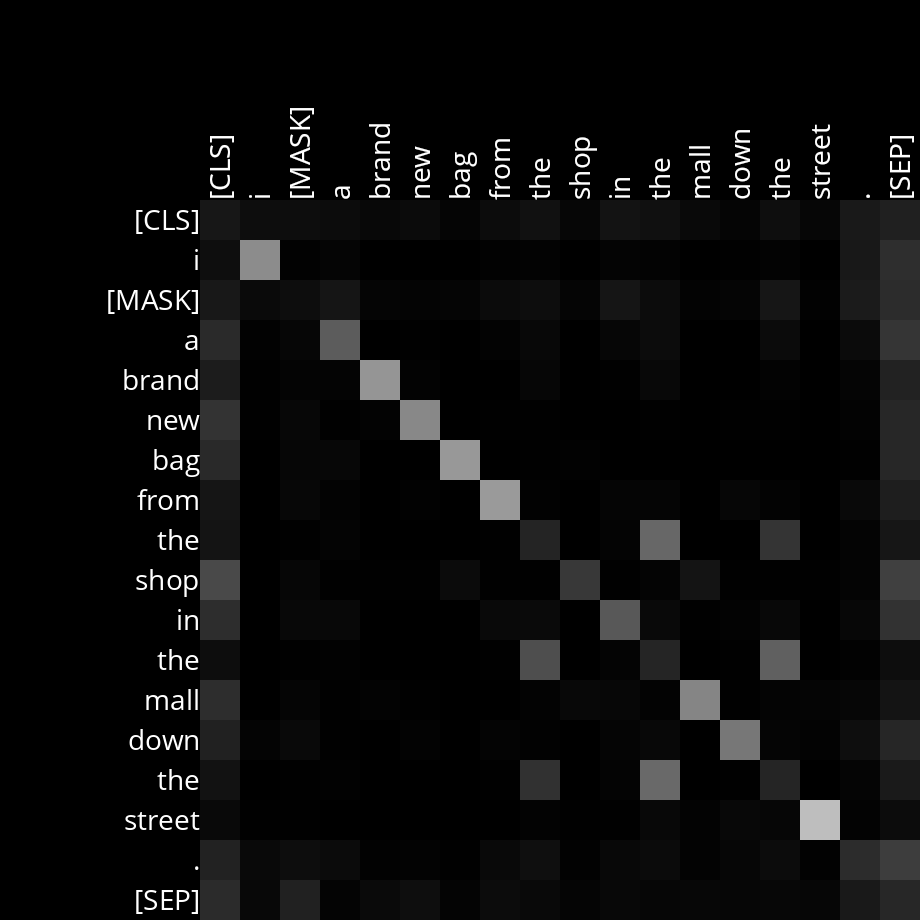 [CLS] i [MASK] a brand new bag from the shop in the mall down the street . [SEP]
[CLS]
i
[MASK]
a
brand
new
bag
from
the
shop
in
the
mall
down
the
street
.
[SEP]